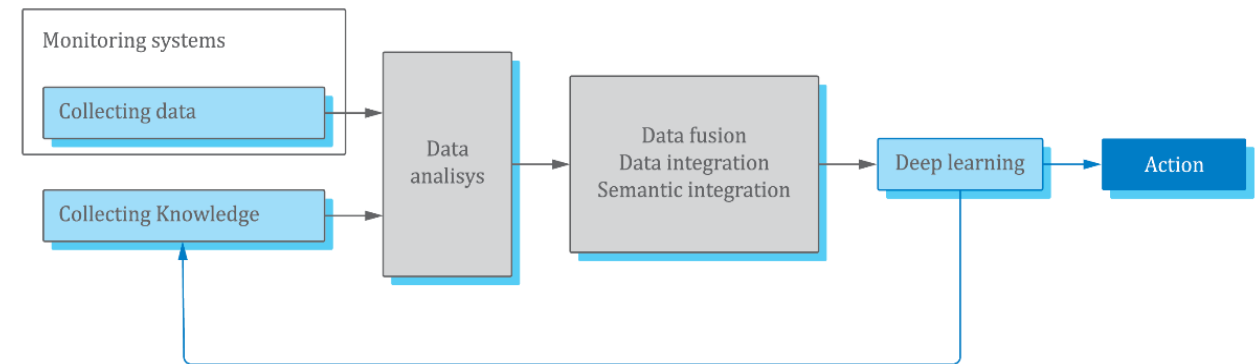 Monitoring systems
Collecting data
Collecting Knowledge
Data
analisys
Data fusion
Data integration
Semantic integration
Deep learning
Action